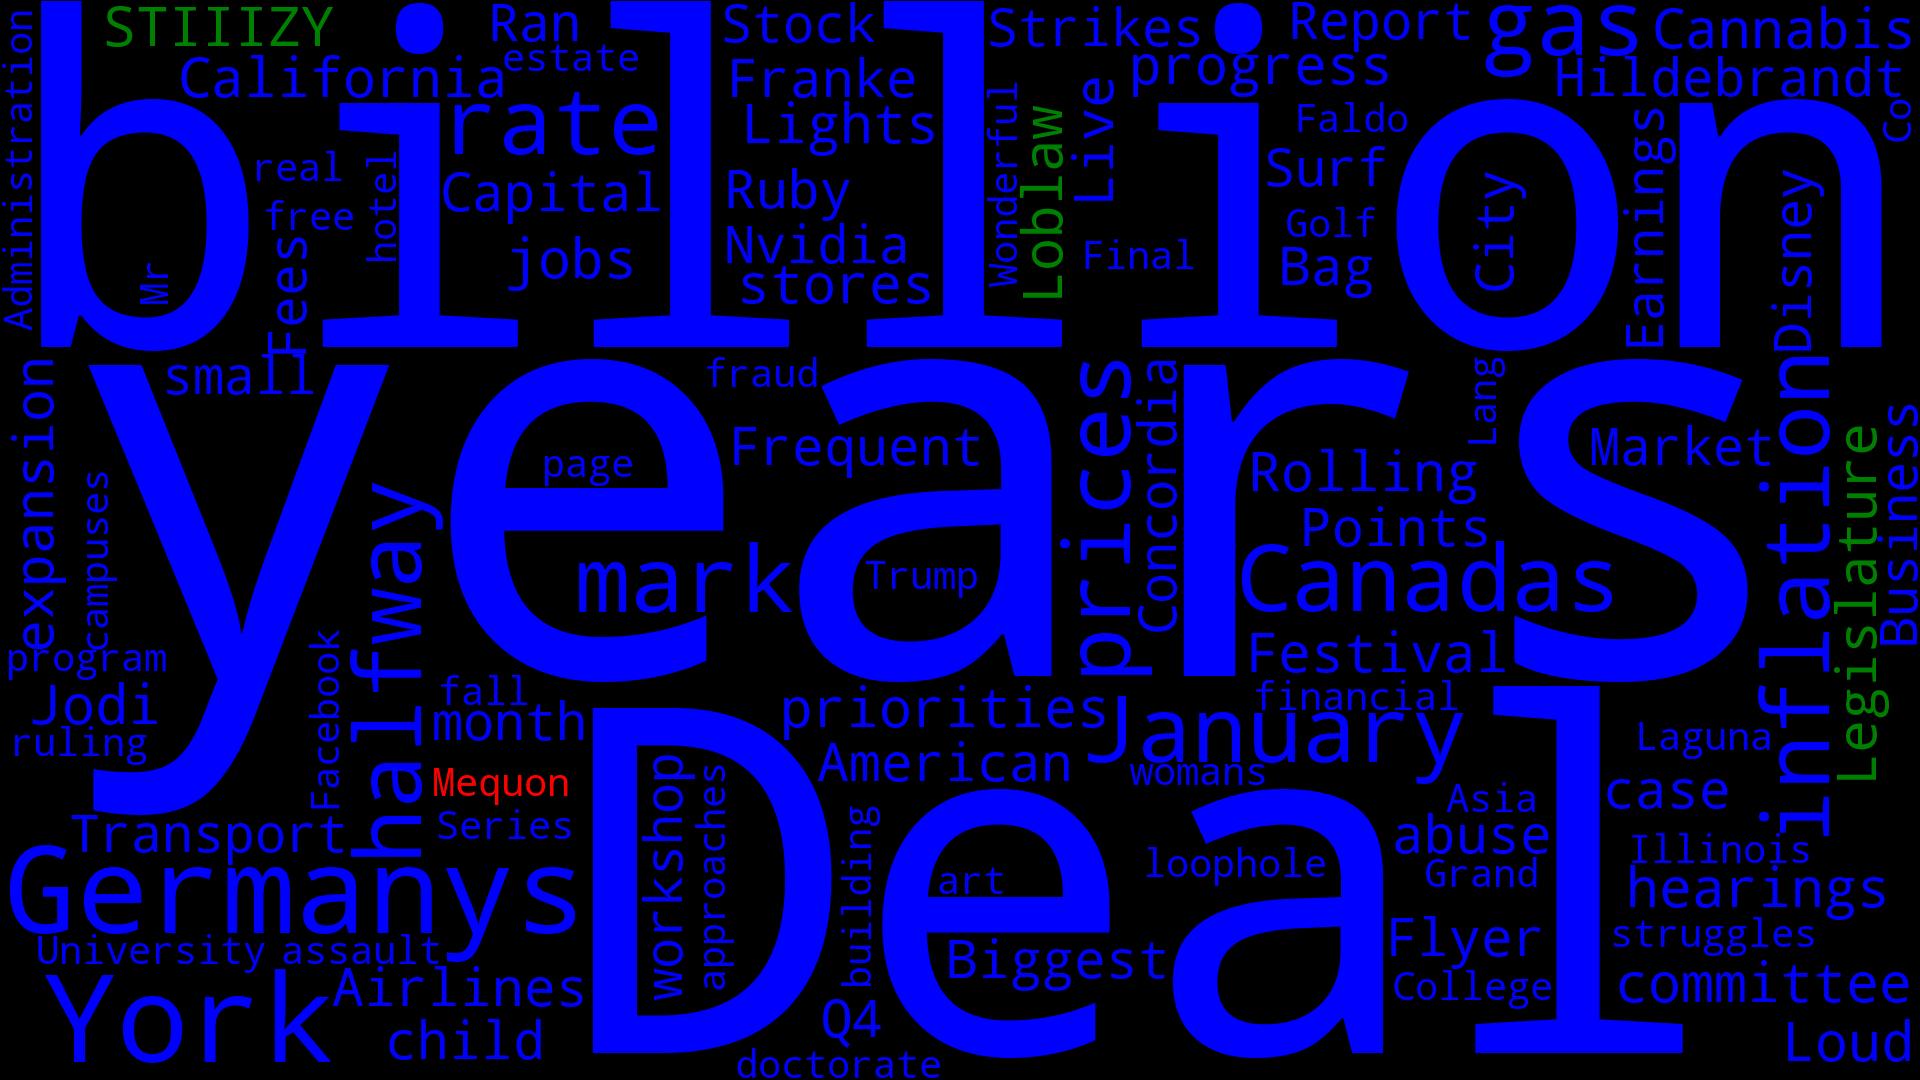 STIIIZY
Ran
Stock
Strikes
Report
gas
Cannabis
billion
California
estate
Franke
progress
Hildebrandt
Administration
rate
Lights
Loblaw
Live
Faldo
Co
real
hotel
Capital
Ruby
Wonderful
Surf
City
Earnings
Disney
free
Fees
Mr
jobs
Nvidia
stores
Final
Golf
Bag
years
small
fraud
prices
Concordia
Lang
inflation
expansion
page
Frequent
Rolling
Market
Legislature
Business
campuses
halfway
mark
Trump
Points
Canadas
program
Facebook
fall
Festival
Jodi
month
priorities
January
financial
Deal
ruling
Mequon
workshop
approaches
American
womans
Laguna
Transport
Series
building
Asia
case
Germanys
art
loophole
abuse
Grand
Illinois
hearings
University
assault
Biggest
Flyer
struggles
York
Airlines
College
committee
child
Q4
doctorate
Loud